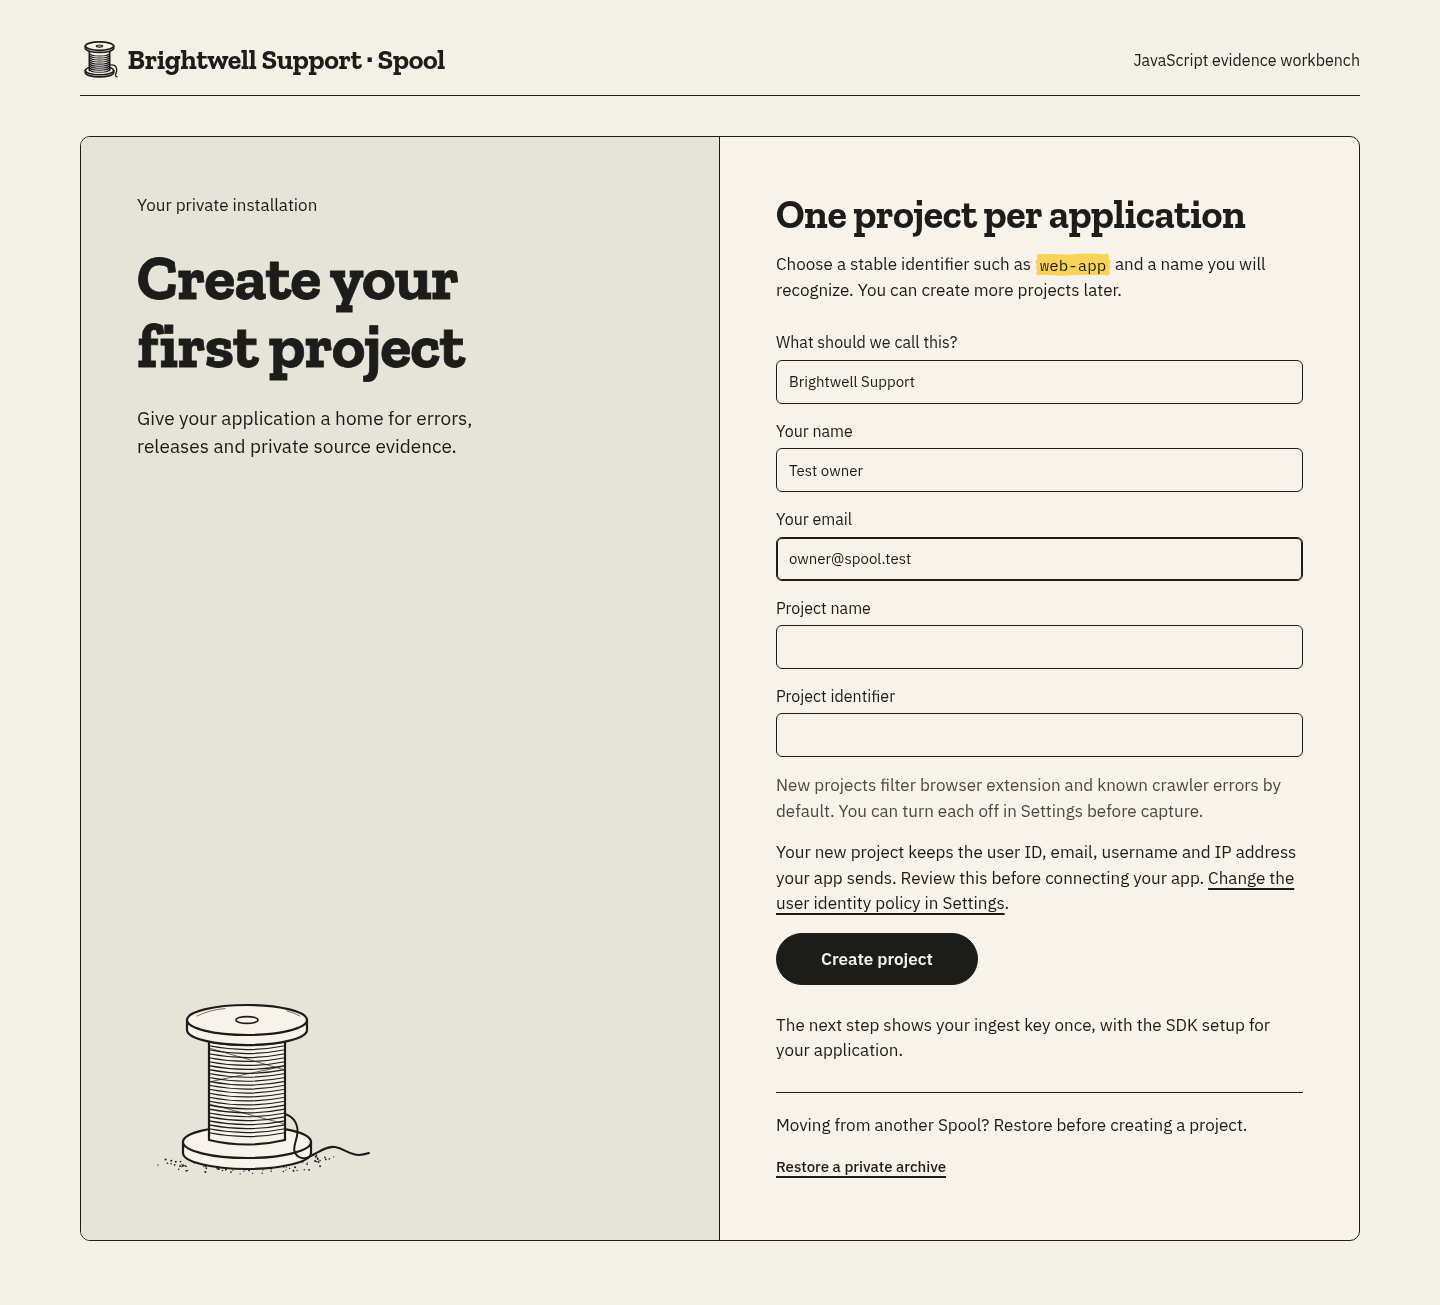 Brightwell Support · Spool
JavaScript evidence workbench
Your private installation
Create your
first project
Give your application a home for errors,
releases and private source evidence.
One project per application
Choose a stable identifier such as web-app and a name you will
recognize. You can create more projects later.
What should we call this?
Brightwell Support
Your name
Test owner
Your email
owner@spool.test
Project name
Project identifier
New projects filter browser extension and known crawler errors by
default. You can turn each off in Settings before capture.
Your new project keeps the user ID, email, username and IP address
your app sends. Review this before connecting your app. Change the
user identity policy in Settings.
Create project
The next step shows your ingest key once, with the SDK setup for
your application.
Moving from another Spool? Restore before creating a project.
Restore a private archive